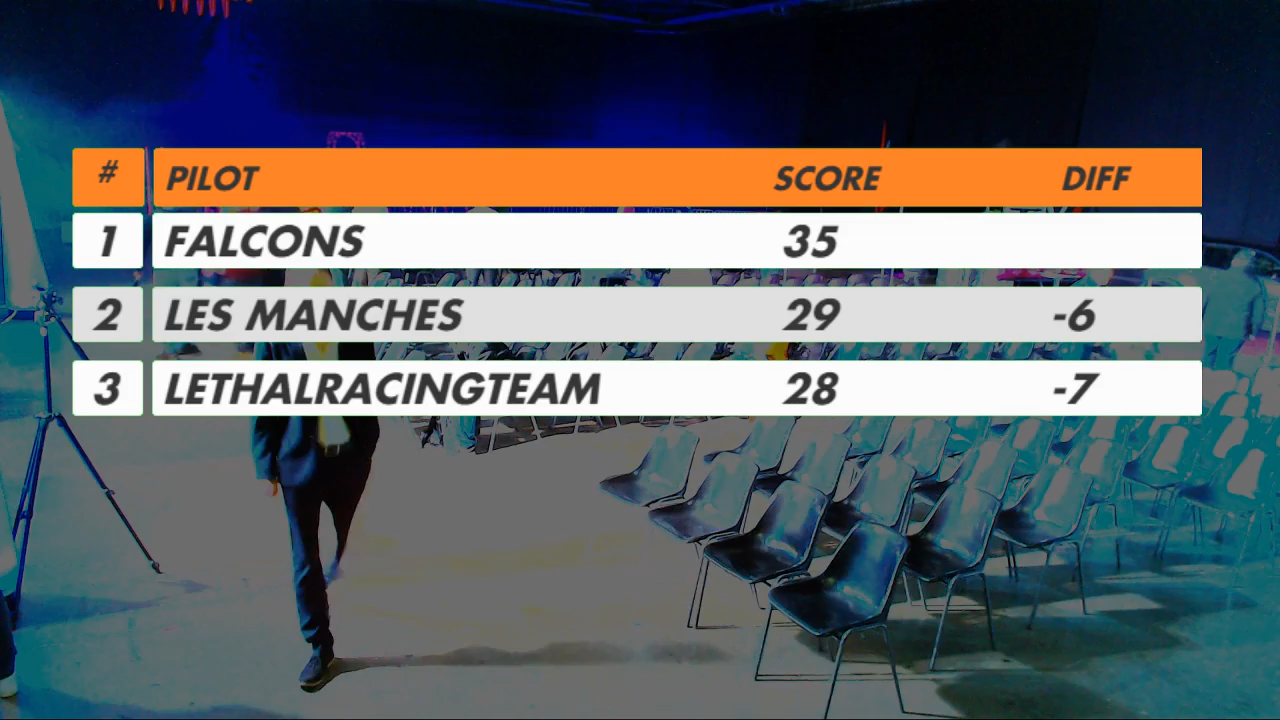 # PILOT SCORE DIFF
1 FALCONS 35
2 LES MANCHES 29 -6
3 LETHALRACINGTEAM 28 -7